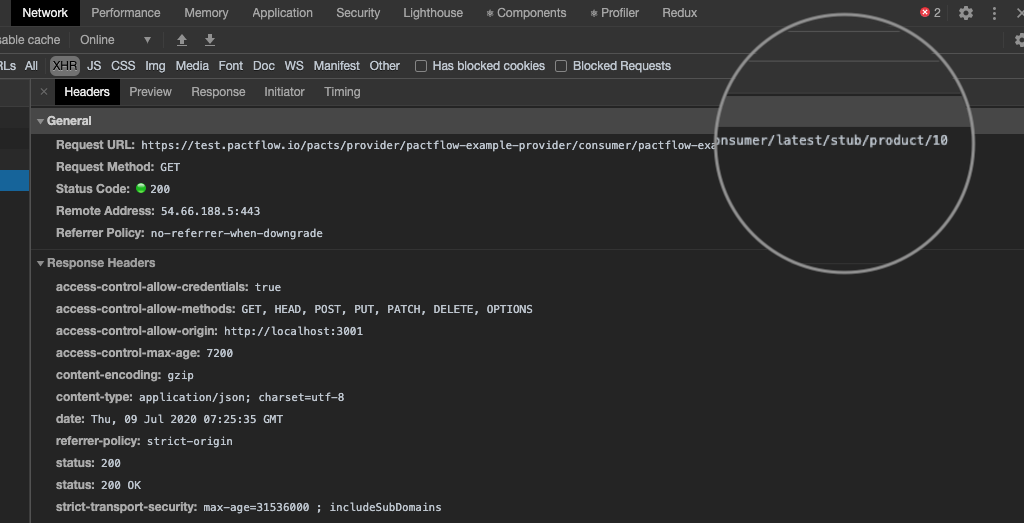 Network Performance Memory Application Security Lighthouse Components Profiler Redux 2
cache Online
All XHR JS CSS Img Media Font Doc WS Manifest Other Has blocked cookies Blocked Requests
Headers Preview Response Initiator Timing
General
Request URL: https://test.pactflow.io/pacts/provider/pactflow-example-provider/consumer/pactflow-exa
onsumer/latest/stub/product/10
Request Method: GET
Status Code: 200
Remote Address: 54.66.188.5:443
Referrer Policy: no-referrer-when-downgrade
Response Headers
access-control-allow-credentials: true
access-control-allow-methods: GET, HEAD, POST, PUT, PATCH, DELETE, OPTIONS
access-control-allow-origin: http://localhost:3001
access-control-max-age: 7200
content-encoding: gzip
content-type: application/json; charset=utf-8
date: Thu, 09 Jul 2020 07:25:35 GMT
referrer-policy: strict-origin
status: 200
status: 200 OK
strict-transport-security: max-age=31536000 ; includeSubDomains